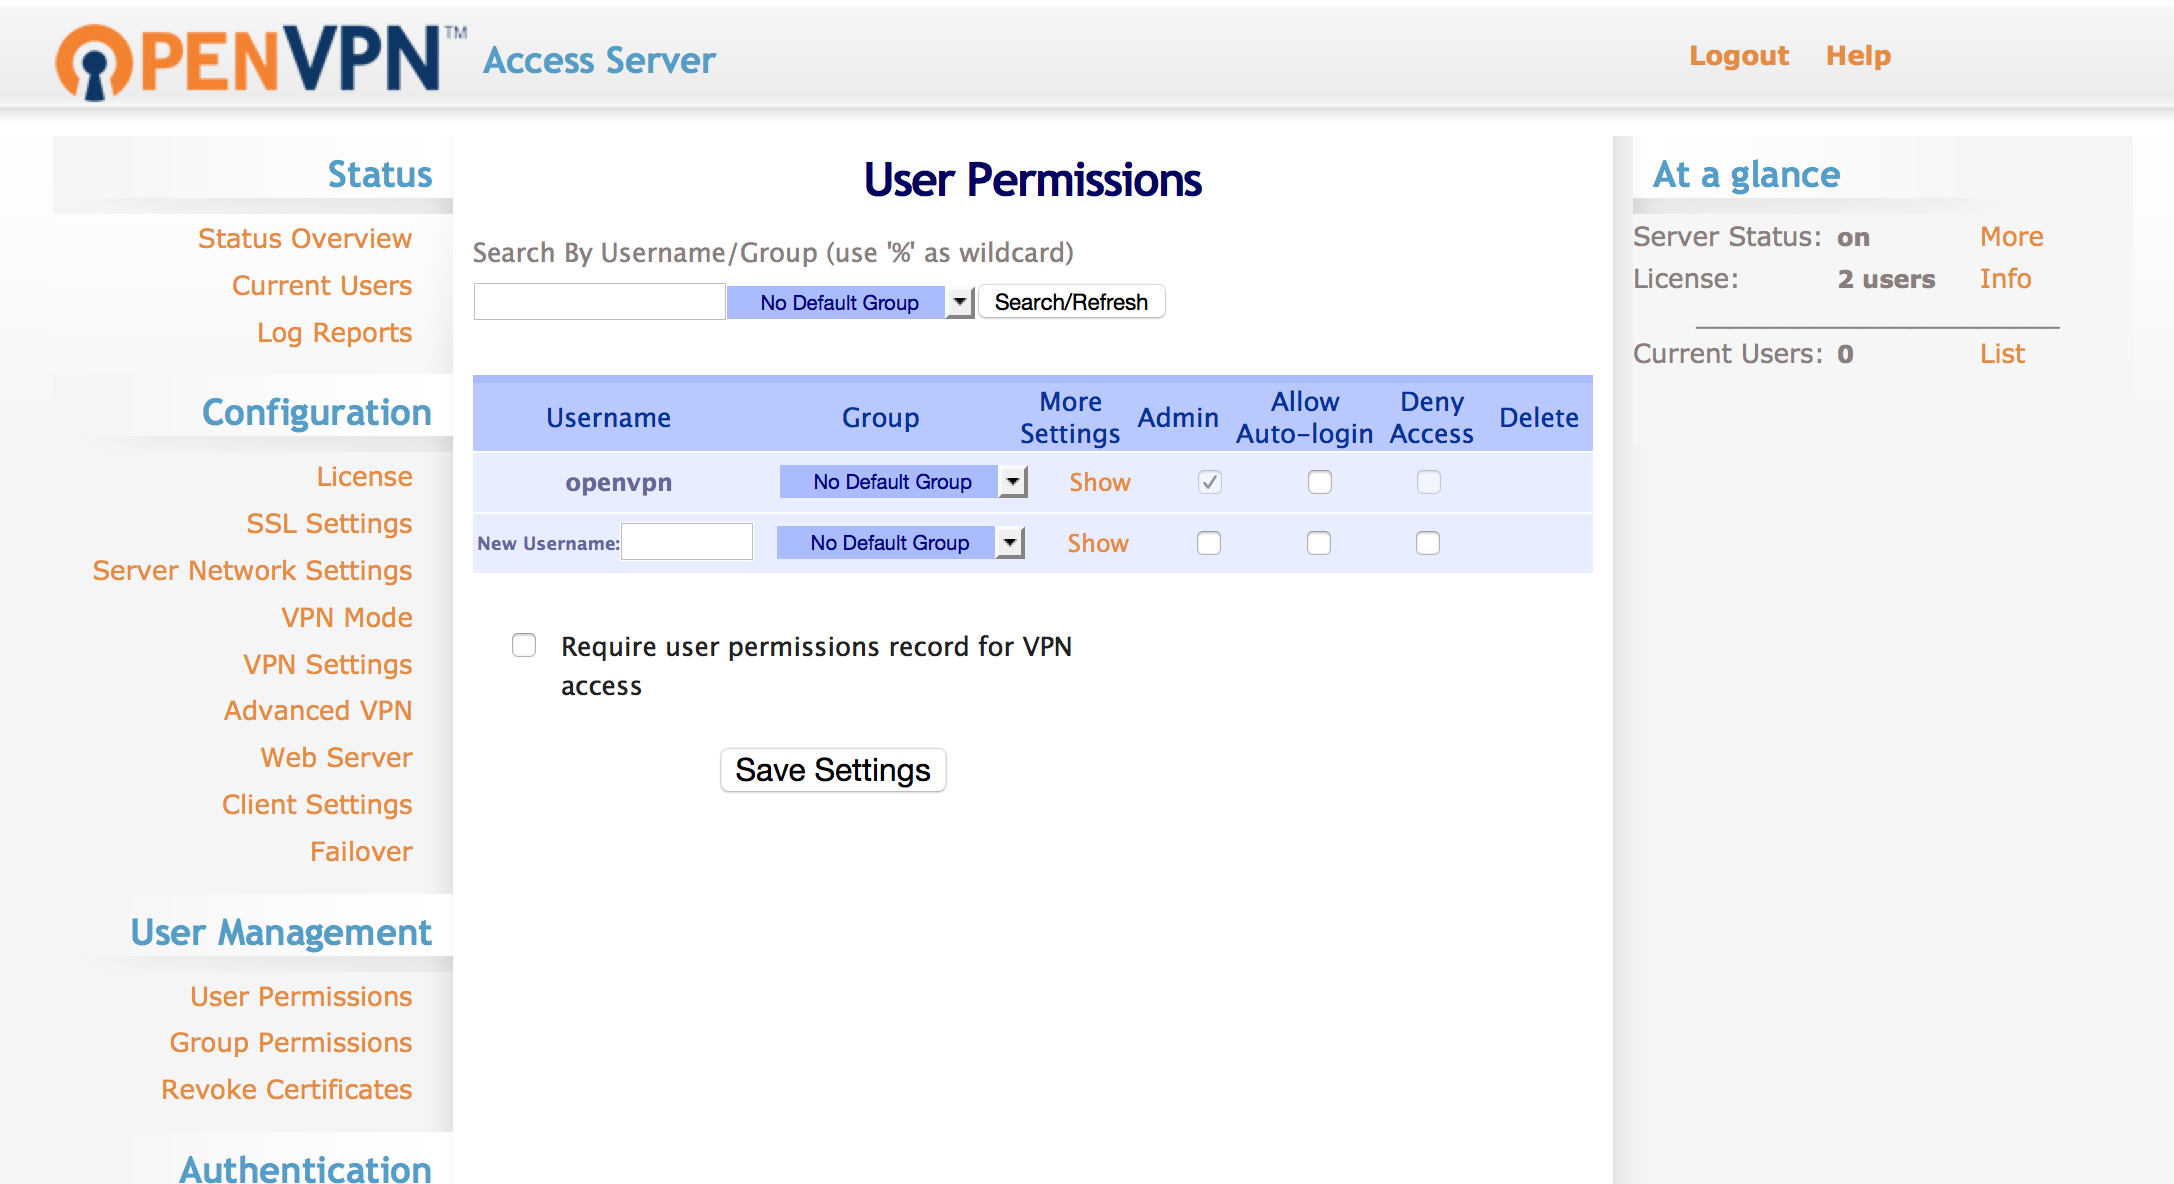 OPENVPN™ Access Server
Logout Help
Status
Status Overview
Current Users
Log Reports
Configuration
License
SSL Settings
Server Network Settings
VPN Mode
VPN Settings
Advanced VPN
Web Server
Client Settings
Failover
User Management
User Permissions
Group Permissions
Revoke Certificates
Authentication
User Permissions
Search By Username/Group (use '%' as wildcard)
No Default Group Search/Refresh
Username Group More Settings Admin Allow Auto-login Deny Access Delete
openvpn No Default Group Show
New Username: No Default Group Show
Require user permissions record for VPN
access
Save Settings
At a glance
Server Status: on More
License: 2 users Info
Current Users: 0 List